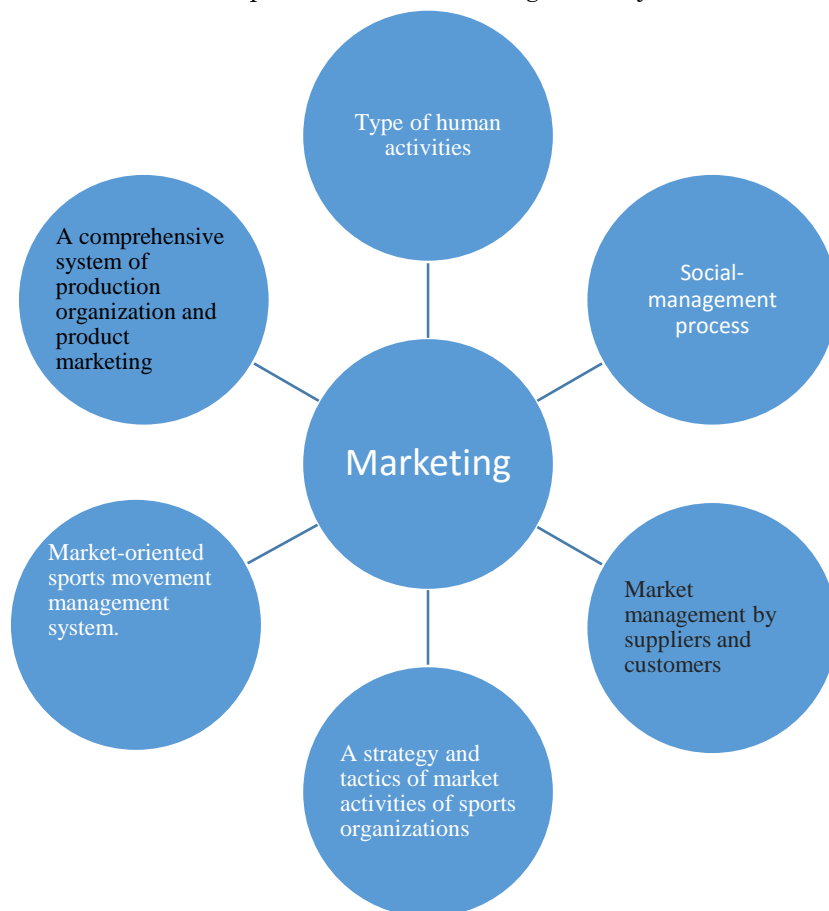 Type of human
activities
Social-
management
process
Market
management by
suppliers and
customers
A strategy and
tactics of market
activities of sports
organizations
Market-oriented
sports movement
management
system.
A comprehensive
system of
production
organization and
product
marketing
Marketing